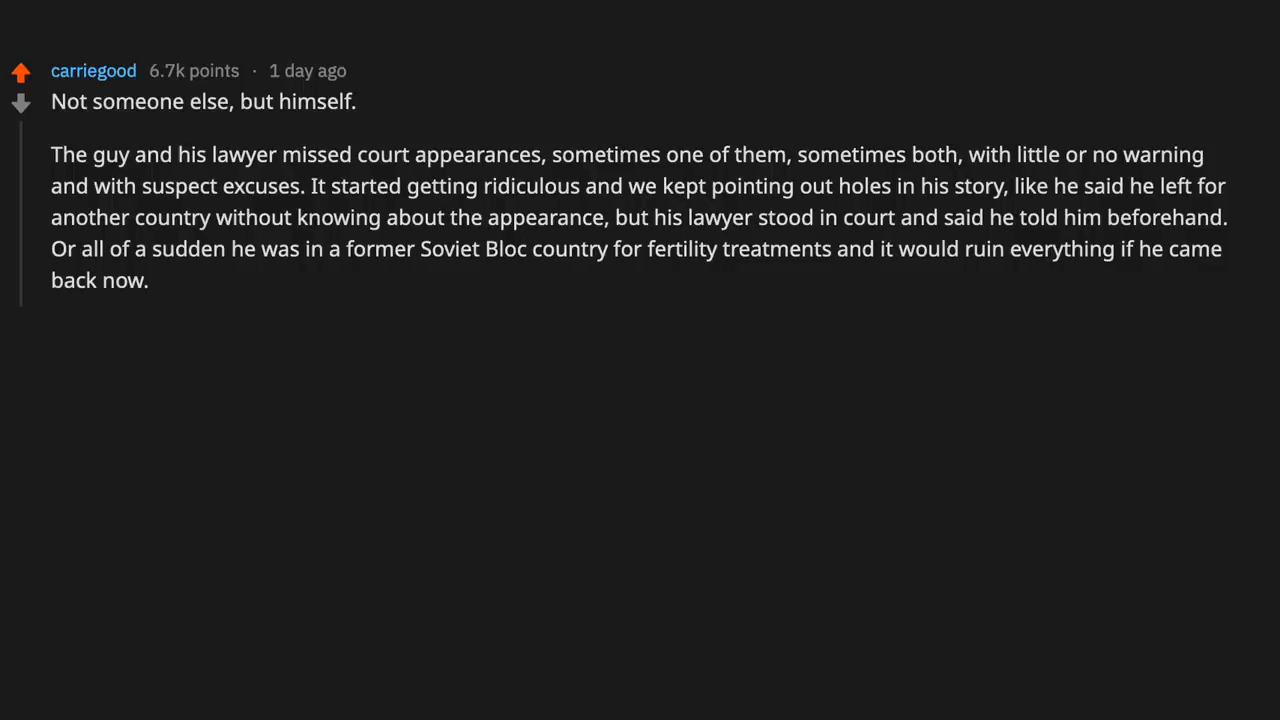 carriegood 6.7k points · 1 day ago
Not someone else, but himself.
The guy and his lawyer missed court appearances, sometimes one of them, sometimes both, with little or no warning
and with suspect excuses. It started getting ridiculous and we kept pointing out holes in his story, like he said he left for
another country without knowing about the appearance, but his lawyer stood in court and said he told him beforehand.
Or all of a sudden he was in a former Soviet Bloc country for fertility treatments and it would ruin everything if he came
back now.